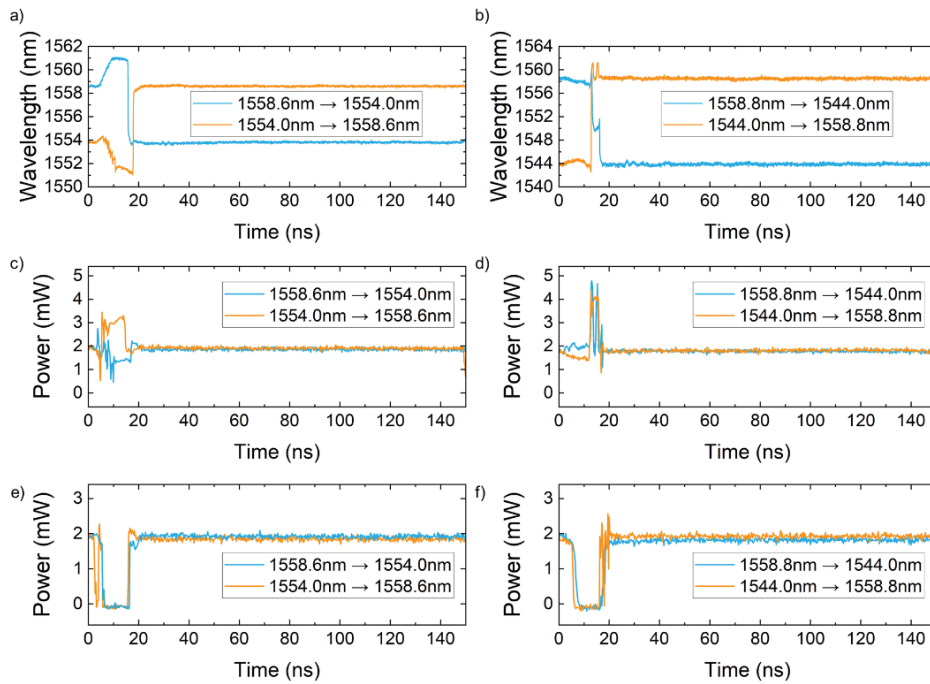 a)
Wavelength (nm)
1562
1560
1558
1556
1554
1552
1550
1558.6nm → 1554.0nm
1554.0nm → 1558.6nm
0 20 40 60 80 100 120 140
Time (ns)
b)
Wavelength (nm)
1564
1560
1556
1552
1548
1544
1540
1558.8nm → 1544.0nm
1544.0nm → 1558.8nm
0 20 40 60 80 100 120 140
Time (ns)
c)
Power (mW)
5
4
3
2
1
0
1558.6nm → 1554.0nm
1554.0nm → 1558.6nm
0 20 40 60 80 100 120 140
Time (ns)
d)
Power (mW)
5
4
3
2
1
0
1558.8nm → 1544.0nm
1544.0nm → 1558.8nm
0 20 40 60 80 100 120 140
Time (ns)
e)
Power (mW)
3
2
1
0
1558.6nm → 1554.0nm
1554.0nm → 1558.6nm
0 20 40 60 80 100 120 140
Time (ns)
f)
Power (mW)
3
2
1
0
1558.8nm → 1544.0nm
1544.0nm → 1558.8nm
0 20 40 60 80 100 120 140
Time (ns)